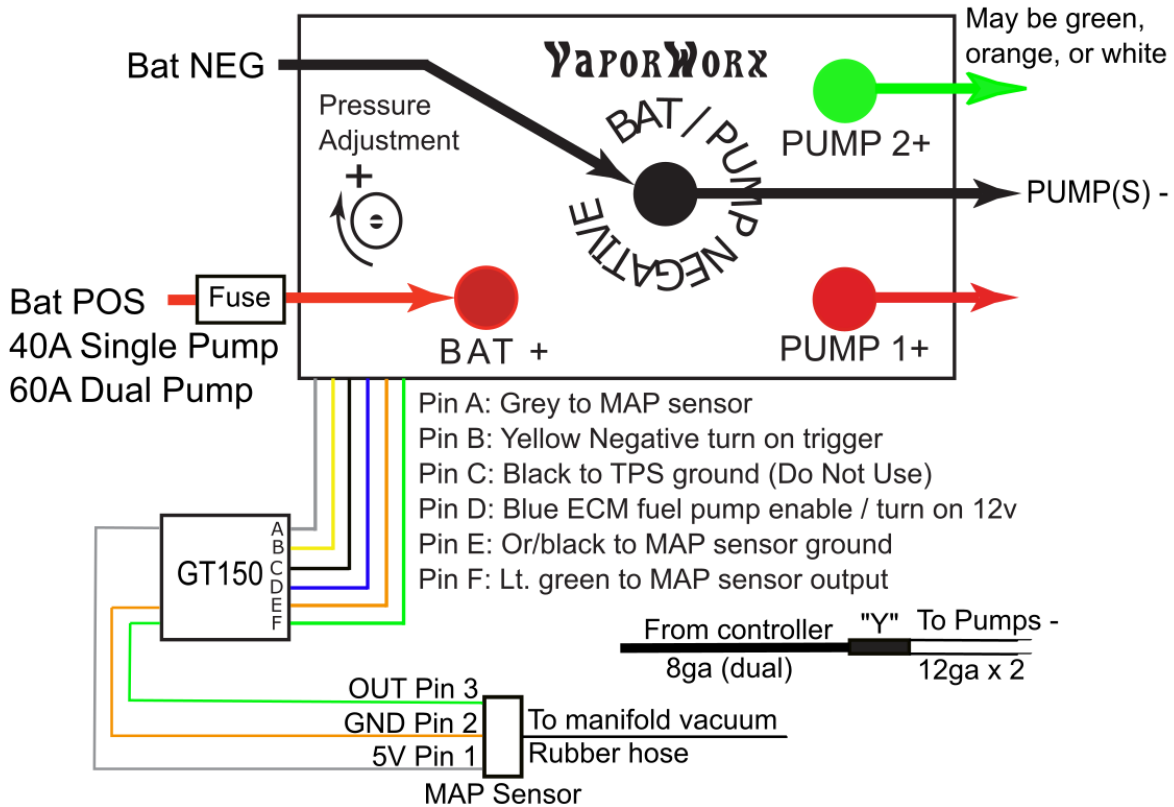 May be green,
orange, or white
Bat NEG
VAPORWORX
Pressure
Adjustment
+
BAT / PUMP NEGATIVE
PUMP 2+
PUMP(S) -
Bat POS
Fuse
40A Single Pump
60A Dual Pump
BAT +
PUMP 1+
Pin A: Grey to MAP sensor
Pin B: Yellow Negative turn on trigger
Pin C: Black to TPS ground (Do Not Use)
Pin D: Blue ECM fuel pump enable / turn on 12v
Pin E: Or/black to MAP sensor ground
Pin F: Lt. green to MAP sensor output
GT150
A
B
C
D
E
F
From controller
8ga (dual)
"Y"
To Pumps -
12ga x 2
OUT Pin 3
GND Pin 2
5V Pin 1
To manifold vacuum
Rubber hose
MAP Sensor